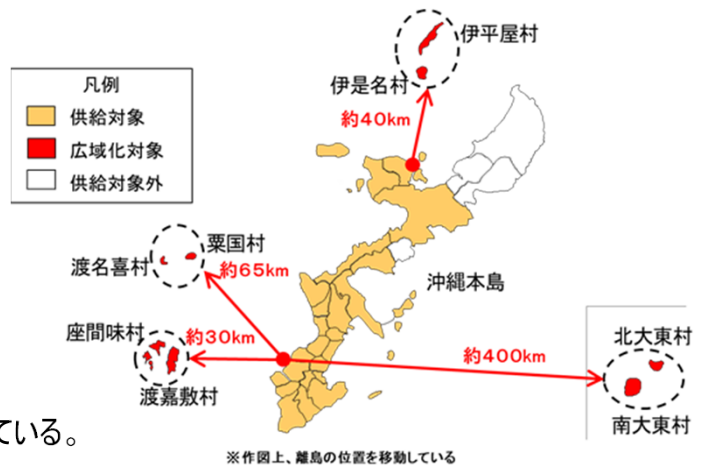 伊平屋村
伊是名村
約40km
凡例
供給対象
広域化対象
供給対象外
粟国村
渡名喜村
約65km
沖縄本島
座間味村
約30km
渡嘉敷村
約400km
北大東村
南大東村
ている。
※作図上、離島の位置を移動している